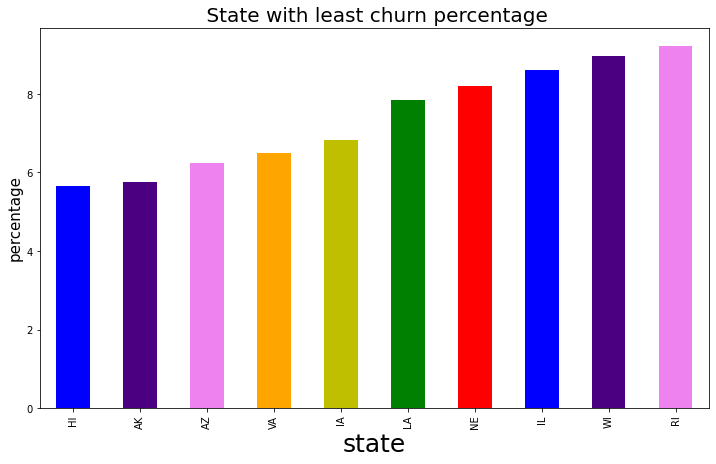 State with least churn percentage
percentage
8
6
4
2
0
HI AK AZ VA IA LA NE IL WI RI
state